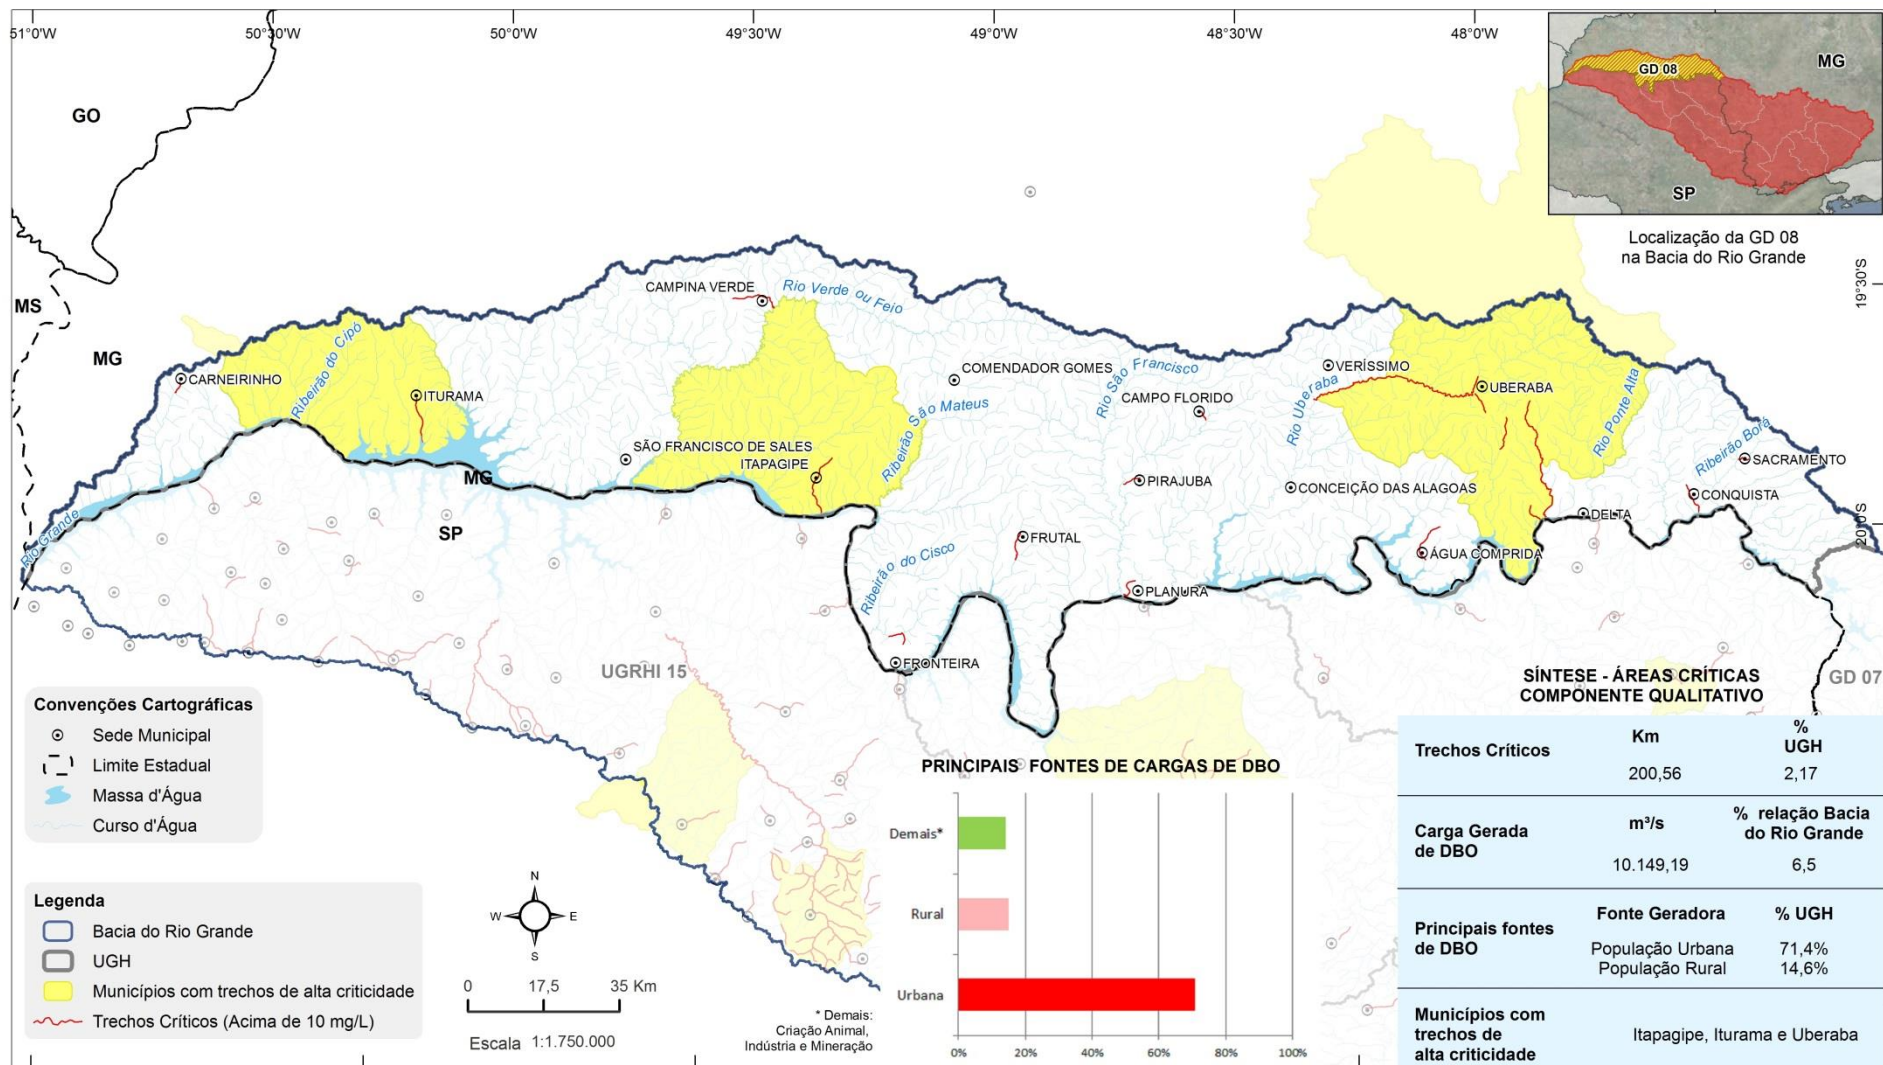 51°0'W
50°30'W
50°0'W
49°30'W
49°0'W
48°30'W
48°0'W
GO
MS
MG
MG
SP
GD 08
MG
SP
Localização da GD 08
na Bacia do Rio Grande
19°30'S
20°0'S
CAMPINA VERDE
Rio Verde ou Feio
CARNEIRINHO
Ribeirão do Cipó
ITURAMA
COMENDADOR GOMES
Ribeirão São Mateus
Rio São Francisco
CAMPO FLORIDO
VERÍSSIMO
Rio Uberaba
UBERABA
Rio Ponte Alta
Ribeirão Borá
SÃO FRANCISCO DE SALES
ITAPAGIPE
PIRAJUBA
CONCEIÇÃO DAS ALAGOAS
SACRAMENTO
CONQUISTA
DELTA
Rio Grande
FRUTAL
ÁGUA COMPRIDA
Ribeirão do Cisco
PLANURA
FRONTEIRA
UGRHI 15
GD 07
Convenções Cartográficas
Sede Municipal
Limite Estadual
Massa d'Água
Curso d'Água
Legenda
Bacia do Rio Grande
UGH
Municípios com trechos de alta criticidade
Trechos Críticos (Acima de 10 mg/L)
N
W
E
S
0 17,5 35 Km
Escala 1:1.750.000
PRINCIPAIS FONTES DE CARGAS DE DBO
Demais*
Rural
Urbana
0% 20% 40% 60% 80% 100%
* Demais:
Criação Animal,
Indústria e Mineração
SÍNTESE - ÁREAS CRÍTICAS
COMPONENTE QUALITATIVO
Trechos Críticos
Km
%
UGH
200,56
2,17
Carga Gerada
de DBO
m³/s
% relação Bacia
do Rio Grande
10.149,19
6,5
Principais fontes
de DBO
Fonte Geradora
% UGH
População Urbana
71,4%
População Rural
14,6%
Municípios com
trechos de
alta criticidade
Itapagipe, Iturama e Uberaba